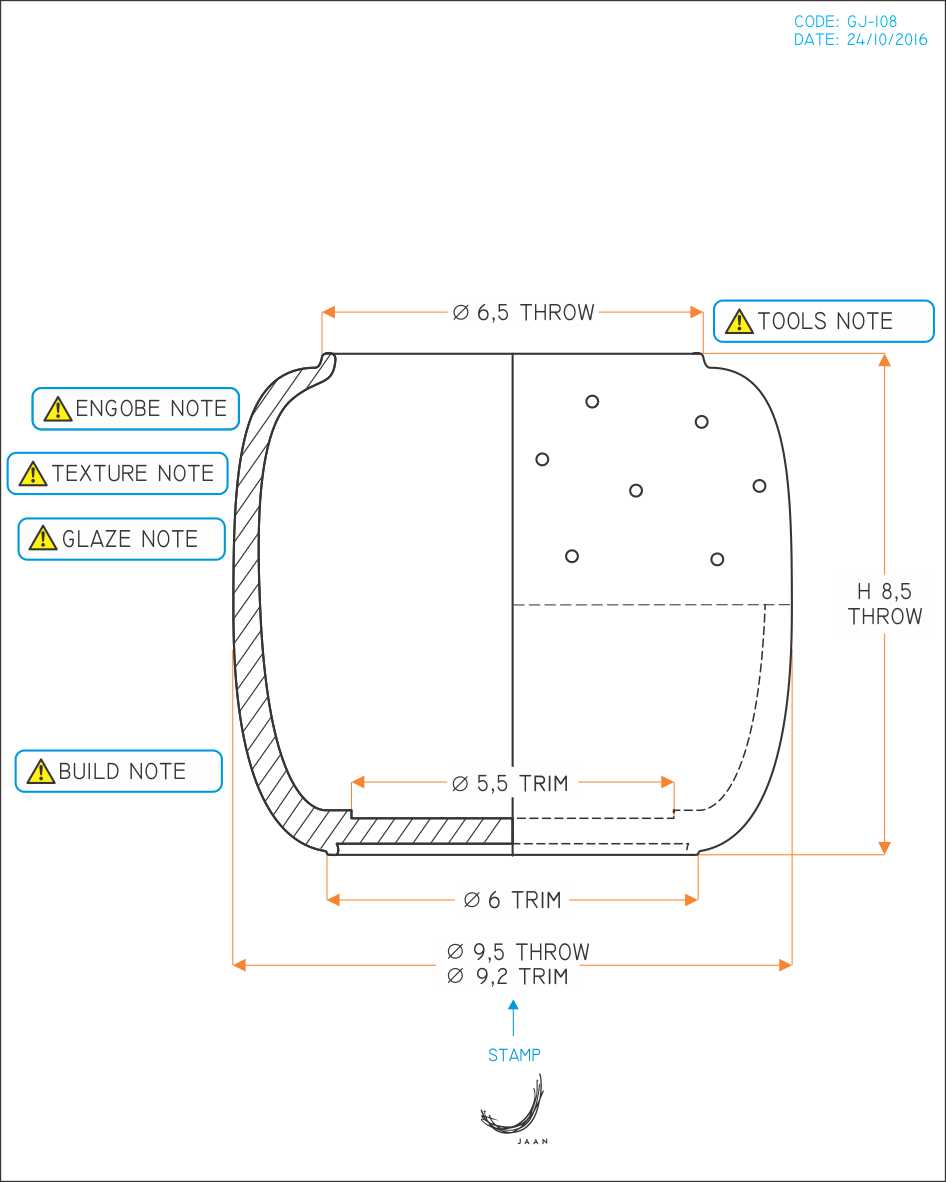 CODE: GJ-108
DATE: 24/10/2016
Ø 6,5 THROW
TOOLS NOTE
ENGOBE NOTE
TEXTURE NOTE
GLAZE NOTE
H 8,5
THROW
BUILD NOTE
Ø 5,5 TRIM
Ø 6 TRIM
Ø 9,5 THROW
Ø 9,2 TRIM
STAMP
JAAN